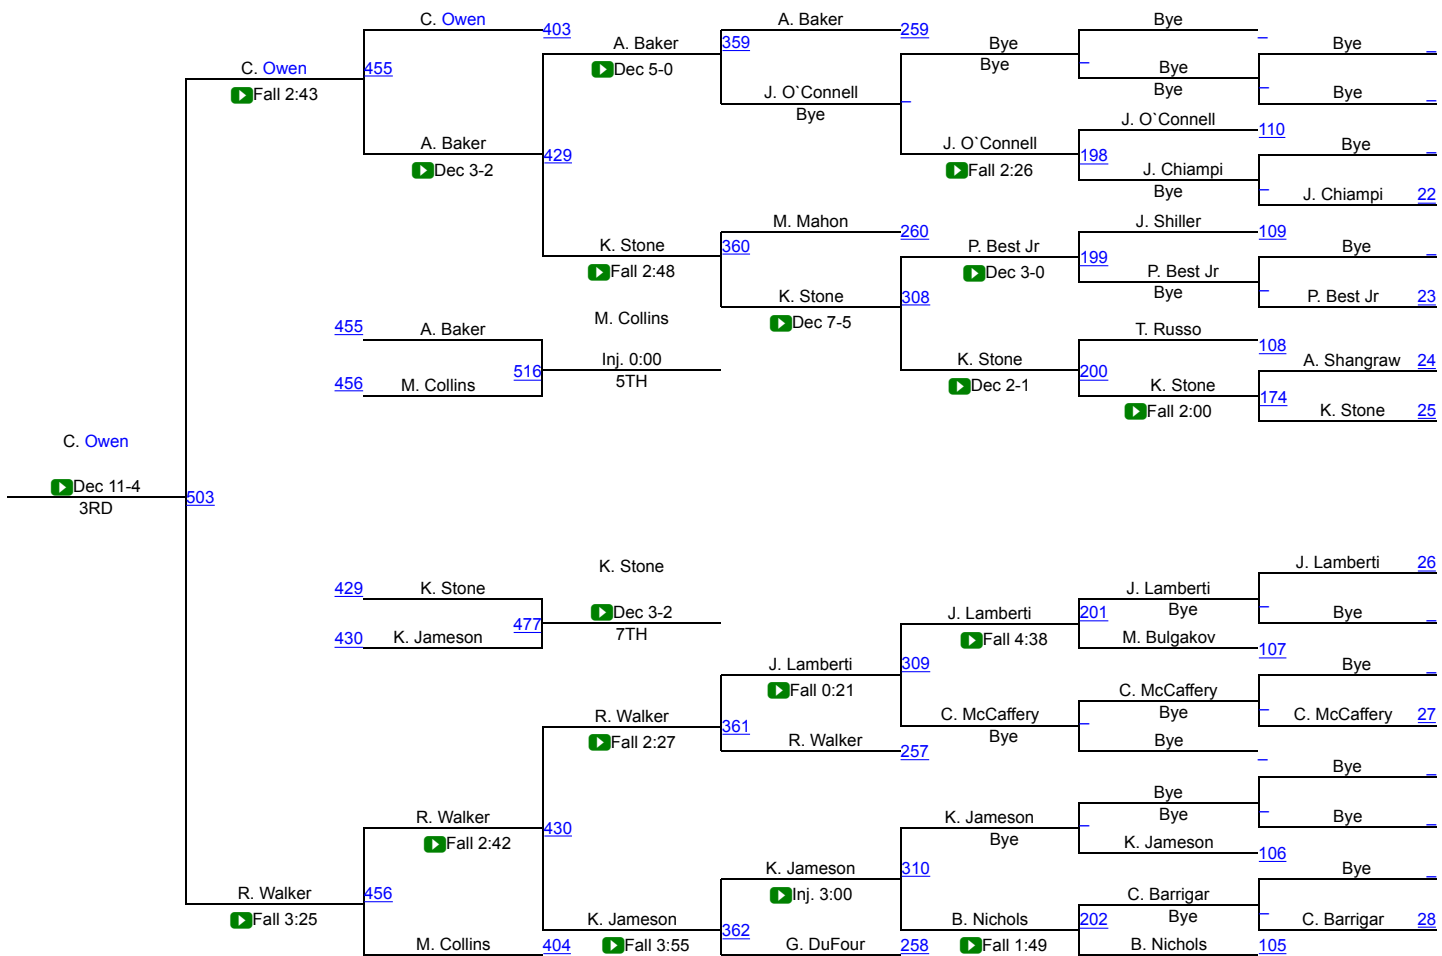 C. Owen 403
A. Baker 259
Bye _
A. Baker 359
Bye
Bye _
C. Owen 455
Dec 5-0
Bye _
Bye
Fall 2:43
J. O`Connell _
Bye
Bye _
Bye _
Bye
J. O`Connell 110
A. Baker 429
J. O`Connell 198
Bye _
Dec 3-2
Fall 2:26
J. Chiampi _
Bye
J. Chiampi 22
M. Mahon 260
J. Shiller 109
K. Stone 360
P. Best Jr 199
Bye _
Fall 2:48
Dec 3-0
P. Best Jr _
Bye
K. Stone 308
P. Best Jr 23
455 A. Baker
M. Collins
Dec 7-5
T. Russo 108
516 Inj. 0:00
K. Stone 200
A. Shangraw 24
456 M. Collins
5TH
Dec 2-1
K. Stone 174
Fall 2:00
K. Stone 25
C. Owen
Dec 11-4 503
3RD
K. Stone
J. Lamberti 26
429 K. Stone
J. Lamberti _
477 Dec 3-2
J. Lamberti 201
Bye
Bye _
430 K. Jameson
7TH
Fall 4:38
M. Bulgakov 107
J. Lamberti 309
Bye _
Fall 0:21
C. McCaffery _
R. Walker 361
C. McCaffery _
Bye
C. McCaffery 27
Fall 2:27
R. Walker 257
Bye
Bye _
Bye _
Bye _
R. Walker 430
K. Jameson _
Bye
Bye _
Fall 2:42
Bye
K. Jameson 106
K. Jameson 310
Bye _
R. Walker 456
Inj. 3:00
C. Barrigar _
Fall 3:25
K. Jameson 362
B. Nichols 202
Bye
C. Barrigar 28
M. Collins 404
Fall 3:55
G. DuFour 258
Fall 1:49
B. Nichols 105